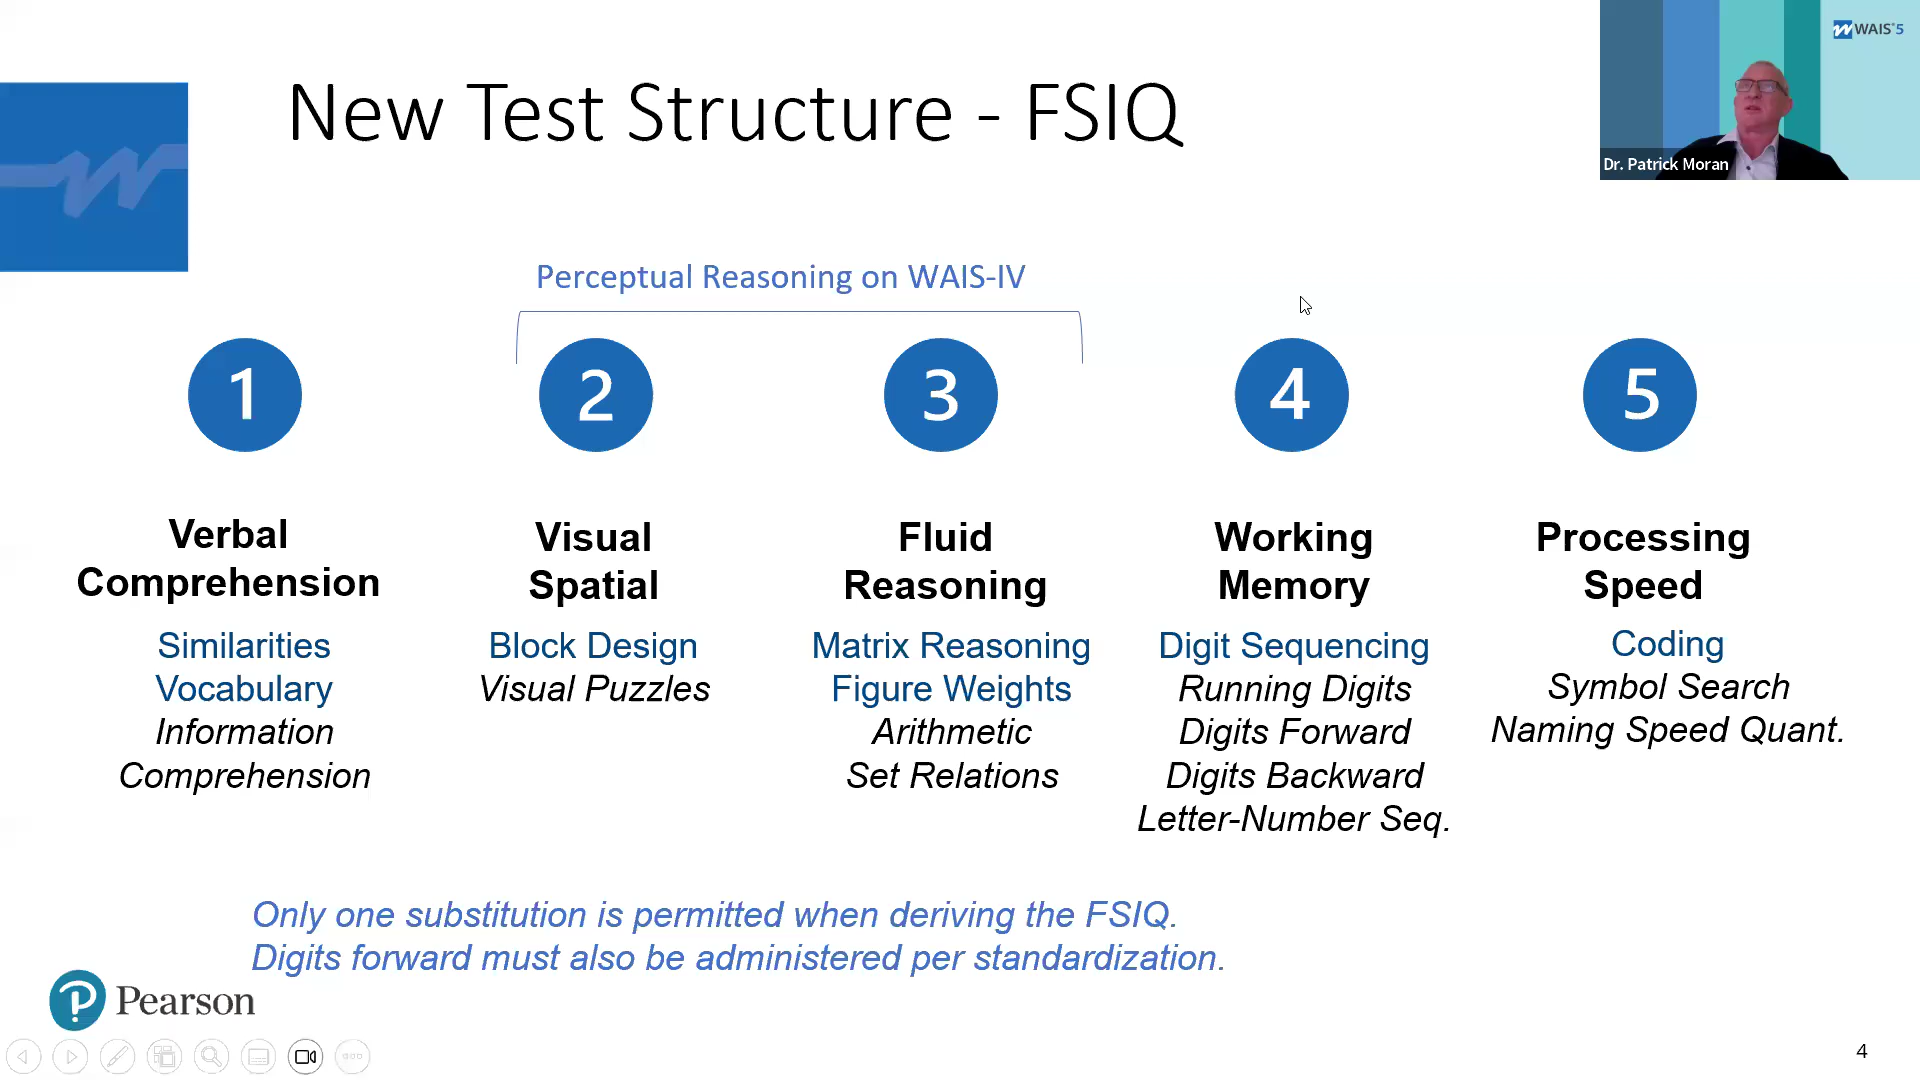 WAIS®5
New Test Structure - FSIQ
Dr. Patrick Moran
Perceptual Reasoning on WAIS-IV
1
2
3
4
5
Verbal
Comprehension
Similarities
Vocabulary
Information
Comprehension
Visual
Spatial
Block Design
Visual Puzzles
Fluid
Reasoning
Matrix Reasoning
Figure Weights
Arithmetic
Set Relations
Working
Memory
Digit Sequencing
Running Digits
Digits Forward
Digits Backward
Letter-Number Seq.
Processing
Speed
Coding
Symbol Search
Naming Speed Quant.
Only one substitution is permitted when deriving the FSIQ.
Digits forward must also be administered per standardization.
Pearson
4